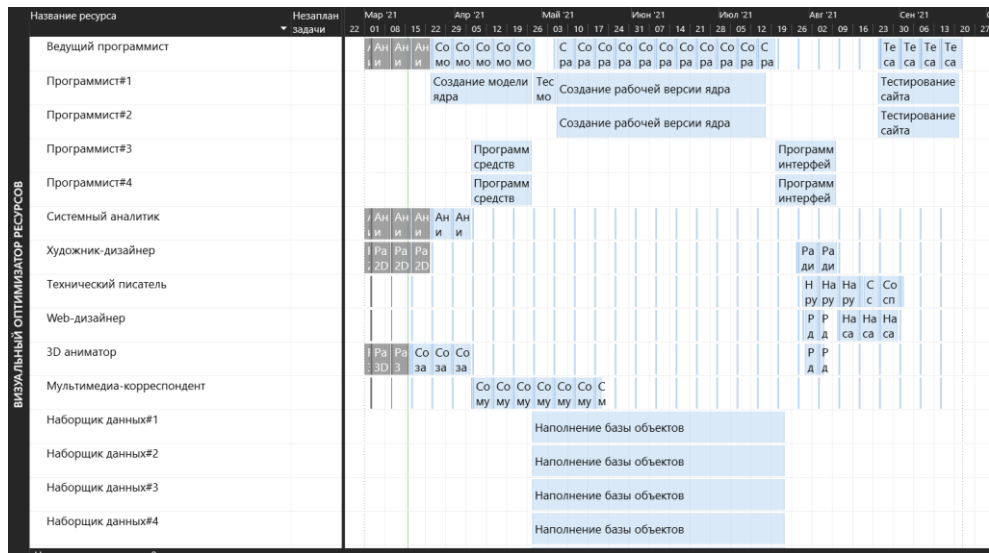 Название ресурса
Незаплан
задачи
Мар '21 Апр '21 Май '21 Июн '21 Июл '21 Авг '21 Сен '21
22 01 08 15 22 29 05 12 19 26 03 10 17 24 31 07 14 21 28 05 12 19 26 02 09 16 23 30 06 13 20 27
ВИЗУАЛЬНЫЙ ОПТИМИЗАТОР РЕСУРСОВ
Ведущий программист
Ан Ан Ан Со Со Со Со Со С Со Со Со Со Со Со Со Со Со С Те Те Те Те
и и и мо мо мо мо мо ра ра ра ра ра ра ра ра ра ра ра са са са са
Программист#1
Создание модели
ядра
Тес
мо
Создание рабочей версии ядра
Тестирование
сайта
Программист#2
Создание рабочей версии ядра
Тестирование
сайта
Программист#3
Программ
средств
Программ
интерфей
Программист#4
Программ
средств
Программ
интерфей
Системный аналитик
Ан Ан Ан Ан Ан
и и и и и
Художник-дизайнер
Ра Ра Ра Ра
2D 2D ди ди
Технический писатель
Н На На С Со
ру ру ру с сп
Web-дизайнер
Р Р На На На
д д са са са
3D аниматор
Ра Ра Со Со Со Р Р
3D 3 за за за д д
Мультимедиа-корреспондент
Со Со Со Со Со Со С
му му му му му му м
Наборщик данных#1
Наполнение базы объектов
Наборщик данных#2
Наполнение базы объектов
Наборщик данных#3
Наполнение базы объектов
Наборщик данных#4
Наполнение базы объектов